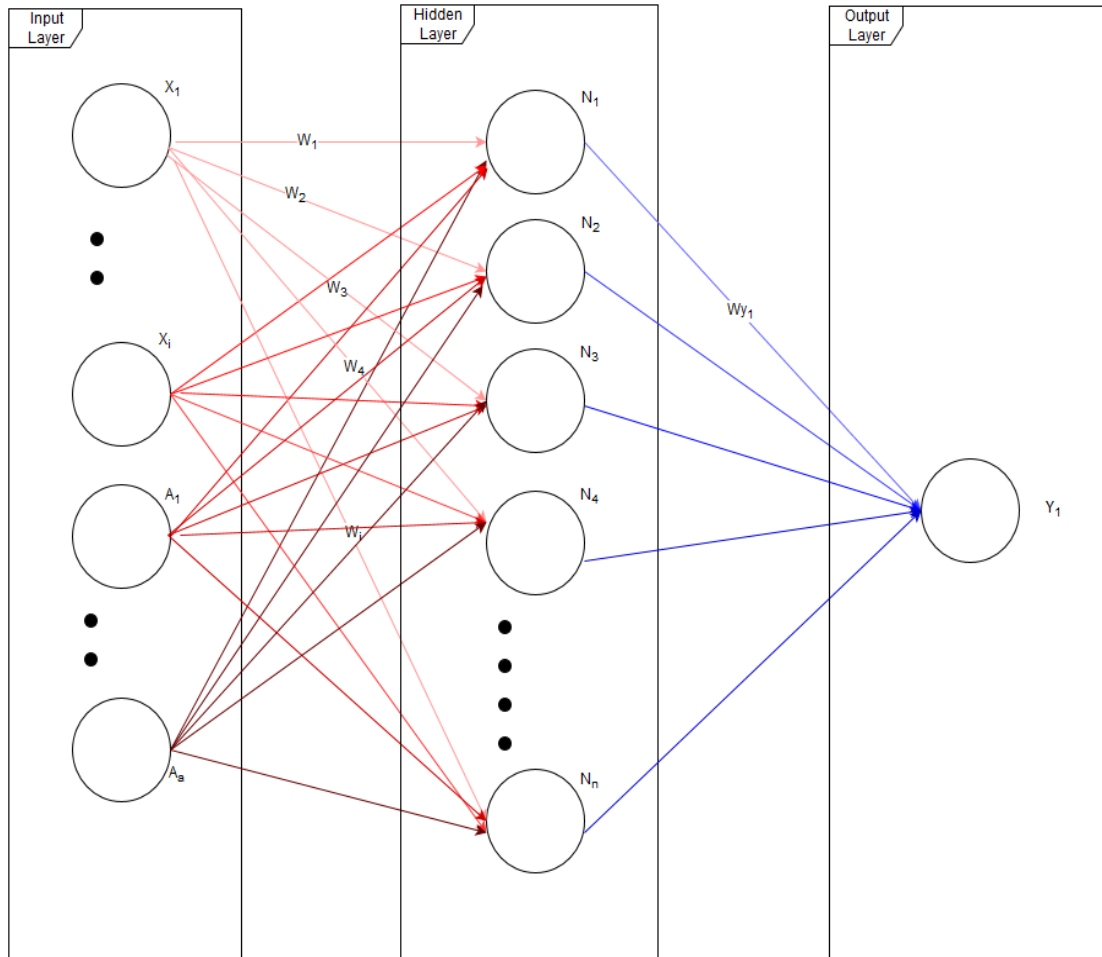 Input
Layer
Hidden
Layer
Output
Layer
X₁
N₁
W₁
W₂
N₂
W₃
Wy₁
Xᵢ
N₃
W₄
A₁
N₄
Y₁
Wᵢ
Aₐ
Nₙ